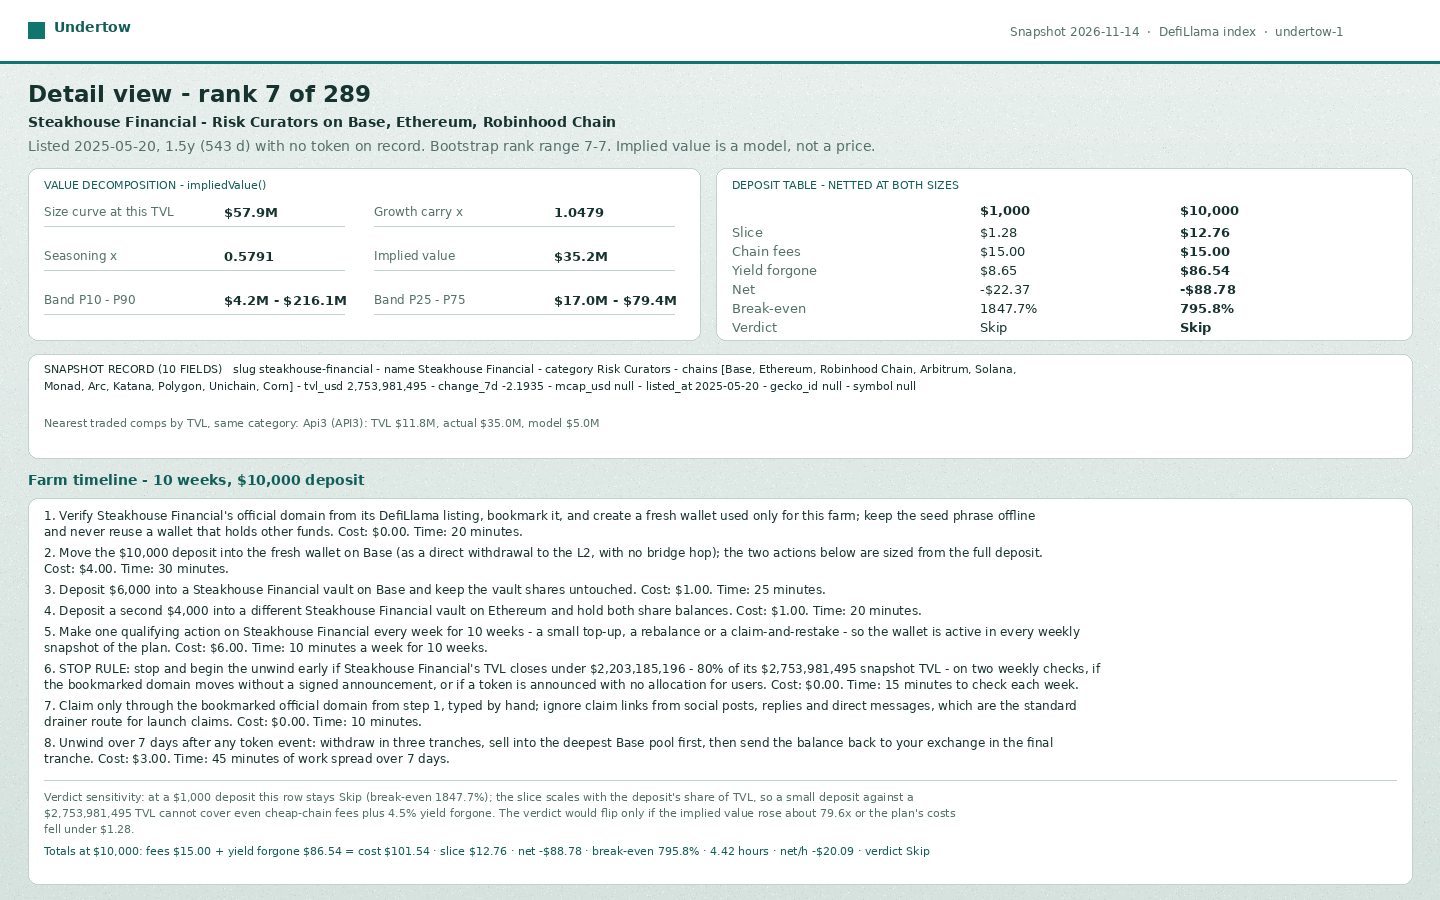 Undertow
Snapshot 2026-11-14 · DefiLlama index · undertow-1
Detail view - rank 7 of 289
Steakhouse Financial - Risk Curators on Base, Ethereum, Robinhood Chain
Listed 2025-05-20, 1.5y (543 d) with no token on record. Bootstrap rank range 7-7. Implied value is a model, not a price.
VALUE DECOMPOSITION - impliedValue()
Size curve at this TVL $57.9M Growth carry x 1.0479
Seasoning x 0.5791 Implied value $35.2M
Band P10 - P90 $4.2M - $216.1M Band P25 - P75 $17.0M - $79.4M
DEPOSIT TABLE - NETTED AT BOTH SIZES
$1,000 $10,000
Slice $1.28 $12.76
Chain fees $15.00 $15.00
Yield forgone $8.65 $86.54
Net -$22.37 -$88.78
Break-even 1847.7% 795.8%
Verdict Skip Skip
SNAPSHOT RECORD (10 FIELDS) slug steakhouse-financial - name Steakhouse Financial - category Risk Curators - chains [Base, Ethereum, Robinhood Chain, Arbitrum, Solana,
Monad, Arc, Katana, Polygon, Unichain, Corn] - tvl_usd 2,753,981,495 - change_7d -2.1935 - mcap_usd null - listed_at 2025-05-20 - gecko_id null - symbol null
Nearest traded comps by TVL, same category: Api3 (API3): TVL $11.8M, actual $35.0M, model $5.0M
Farm timeline - 10 weeks, $10,000 deposit
1. Verify Steakhouse Financial's official domain from its DefiLlama listing, bookmark it, and create a fresh wallet used only for this farm; keep the seed phrase offline
and never reuse a wallet that holds other funds. Cost: $0.00. Time: 20 minutes.
2. Move the $10,000 deposit into the fresh wallet on Base (as a direct withdrawal to the L2, with no bridge hop); the two actions below are sized from the full deposit.
Cost: $4.00. Time: 30 minutes.
3. Deposit $6,000 into a Steakhouse Financial vault on Base and keep the vault shares untouched. Cost: $1.00. Time: 25 minutes.
4. Deposit a second $4,000 into a different Steakhouse Financial vault on Ethereum and hold both share balances. Cost: $1.00. Time: 20 minutes.
5. Make one qualifying action on Steakhouse Financial every week for 10 weeks - a small top-up, a rebalance or a claim-and-restake - so the wallet is active in every weekly
snapshot of the plan. Cost: $6.00. Time: 10 minutes a week for 10 weeks.
6. STOP RULE: stop and begin the unwind early if Steakhouse Financial's TVL closes under $2,203,185,196 - 80% of its $2,753,981,495 snapshot TVL - on two weekly checks, if
the bookmarked domain moves without a signed announcement, or if a token is announced with no allocation for users. Cost: $0.00. Time: 15 minutes to check each week.
7. Claim only through the bookmarked official domain from step 1, typed by hand; ignore claim links from social posts, replies and direct messages, which are the standard
drainer route for launch claims. Cost: $0.00. Time: 10 minutes.
8. Unwind over 7 days after any token event: withdraw in three tranches, sell into the deepest Base pool first, then send the balance back to your exchange in the final
tranche. Cost: $3.00. Time: 45 minutes of work spread over 7 days.
Verdict sensitivity: at a $1,000 deposit this row stays Skip (break-even 1847.7%); the slice scales with the deposit's share of TVL, so a small deposit against a
$2,753,981,495 TVL cannot cover even cheap-chain fees plus 4.5% yield forgone. The verdict would flip only if the implied value rose about 79.6x or the plan's costs
fell under $1.28.
Totals at $10,000: fees $15.00 + yield forgone $86.54 = cost $101.54 · slice $12.76 · net -$88.78 · break-even 795.8% · 4.42 hours · net/h -$20.09 · verdict Skip